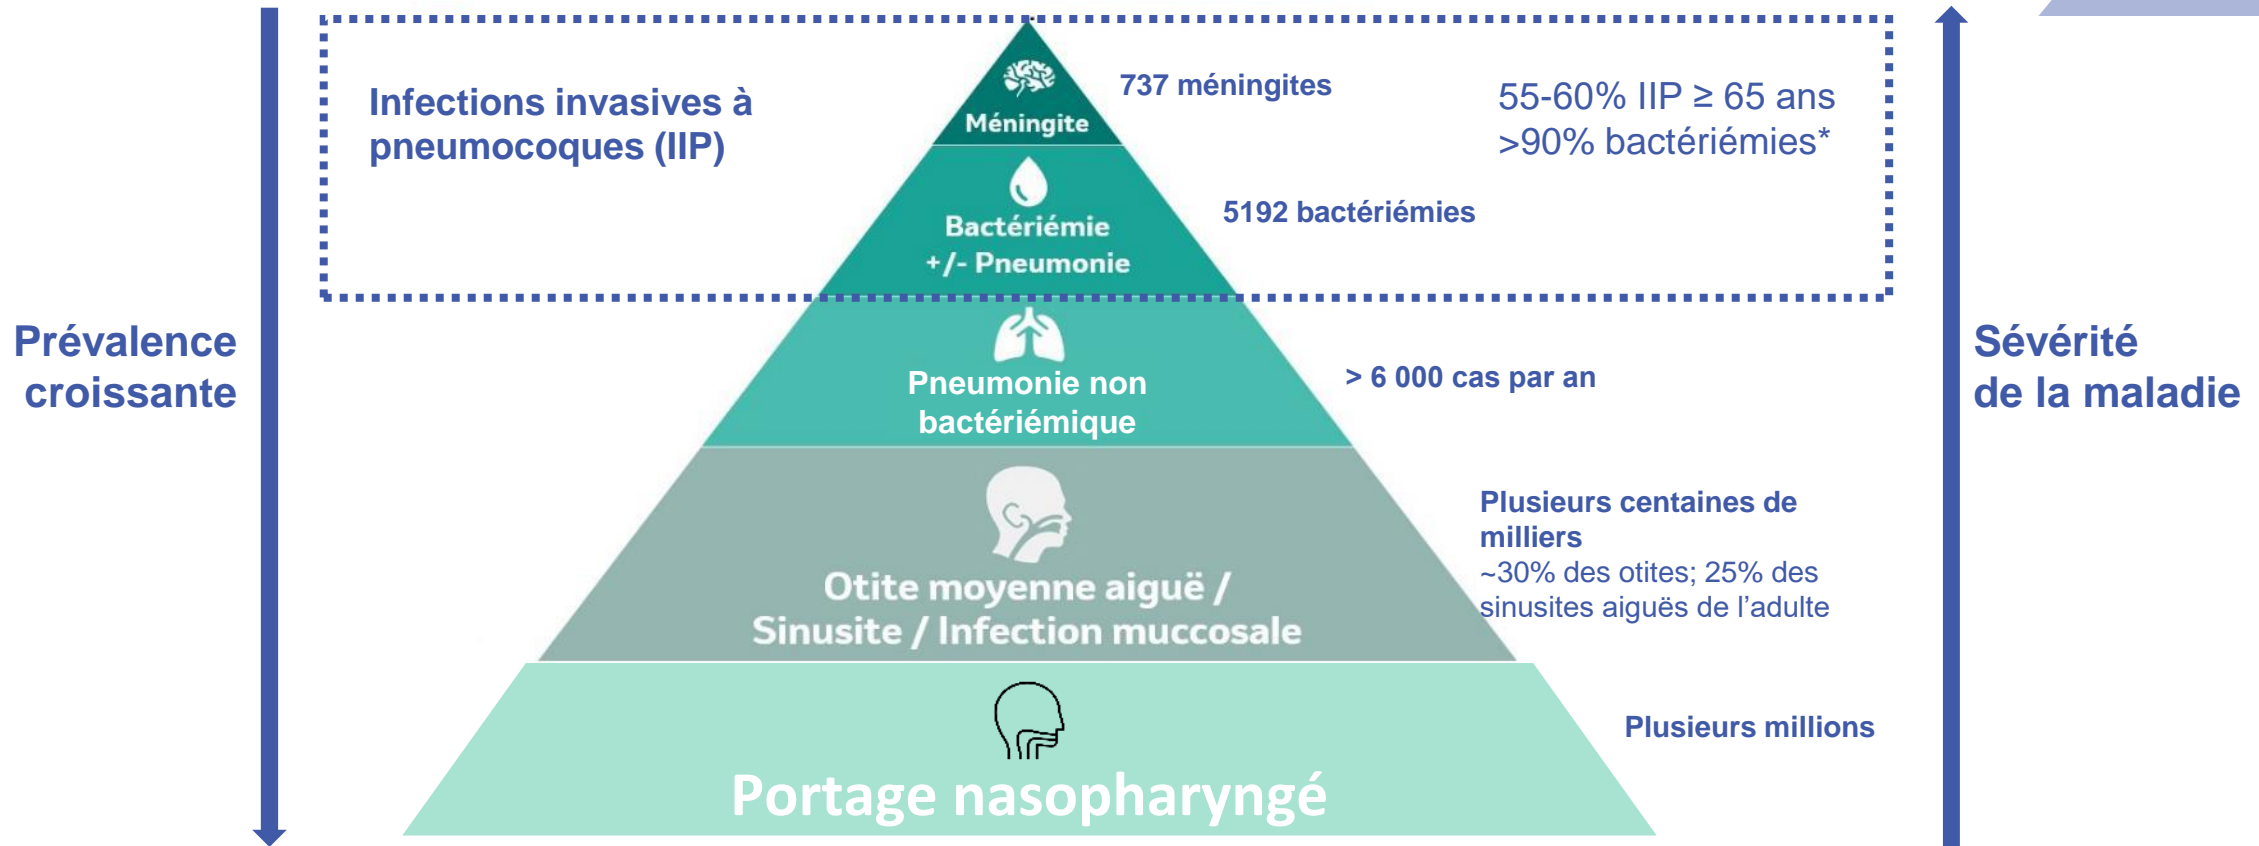 Infections invasives à
pneumocoques (IIP)
Méningite
737 méningites
55-60% IIP ≥ 65 ans
>90% bactériémies*
Bactériémie
+/- Pneumonie
5192 bactériémies
Prévalence
croissante
Pneumonie non
bactériémique
> 6 000 cas par an
Sévérité
de la maladie
Otite moyenne aiguë /
Sinusite / Infection muccosale
Plusieurs centaines de
milliers
~30% des otites; 25% des
sinusites aiguës de l’adulte
Portage nasopharyngé
Plusieurs millions